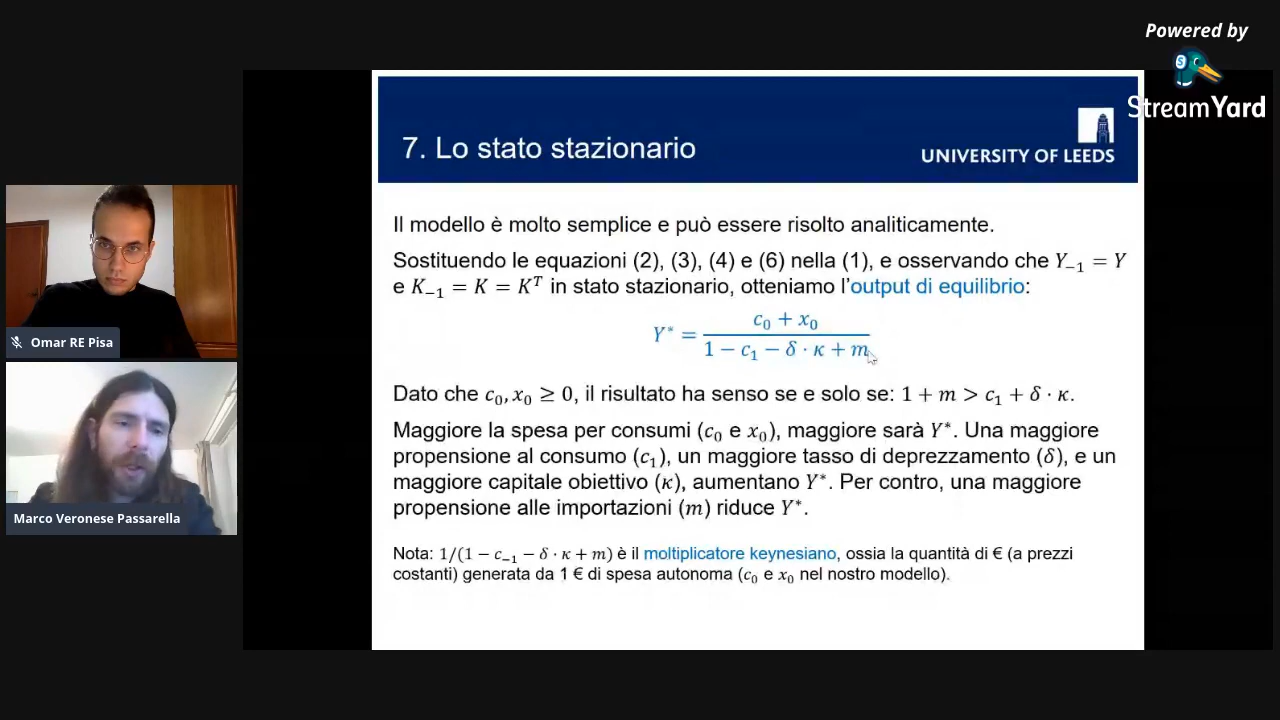 Powered by
StreamYard
7. Lo stato stazionario
UNIVERSITY OF LEEDS
Il modello è molto semplice e può essere risolto analiticamente.
Sostituendo le equazioni (2), (3), (4) e (6) nella (1), e osservando che Y₋₁ = Y
e K₋₁ = K = Kᵀ in stato stazionario, otteniamo l'output di equilibrio:
Y* = (c₀ + x₀) / (1 − c₁ − δ · κ + m)
Dato che c₀, x₀ ≥ 0, il risultato ha senso se e solo se: 1 + m > c₁ + δ · κ.
Maggiore la spesa per consumi (c₀ e x₀), maggiore sarà Y*. Una maggiore
propensione al consumo (c₁), un maggiore tasso di deprezzamento (δ), e un
maggiore capitale obiettivo (κ), aumentano Y*. Per contro, una maggiore
propensione alle importazioni (m) riduce Y*.
Nota: 1/(1 − c₋₁ − δ · κ + m) è il moltiplicatore keynesiano, ossia la quantità di € (a prezzi
costanti) generata da 1 € di spesa autonoma (c₀ e x₀ nel nostro modello).
Omar RE Pisa
Marco Veronese Passarella